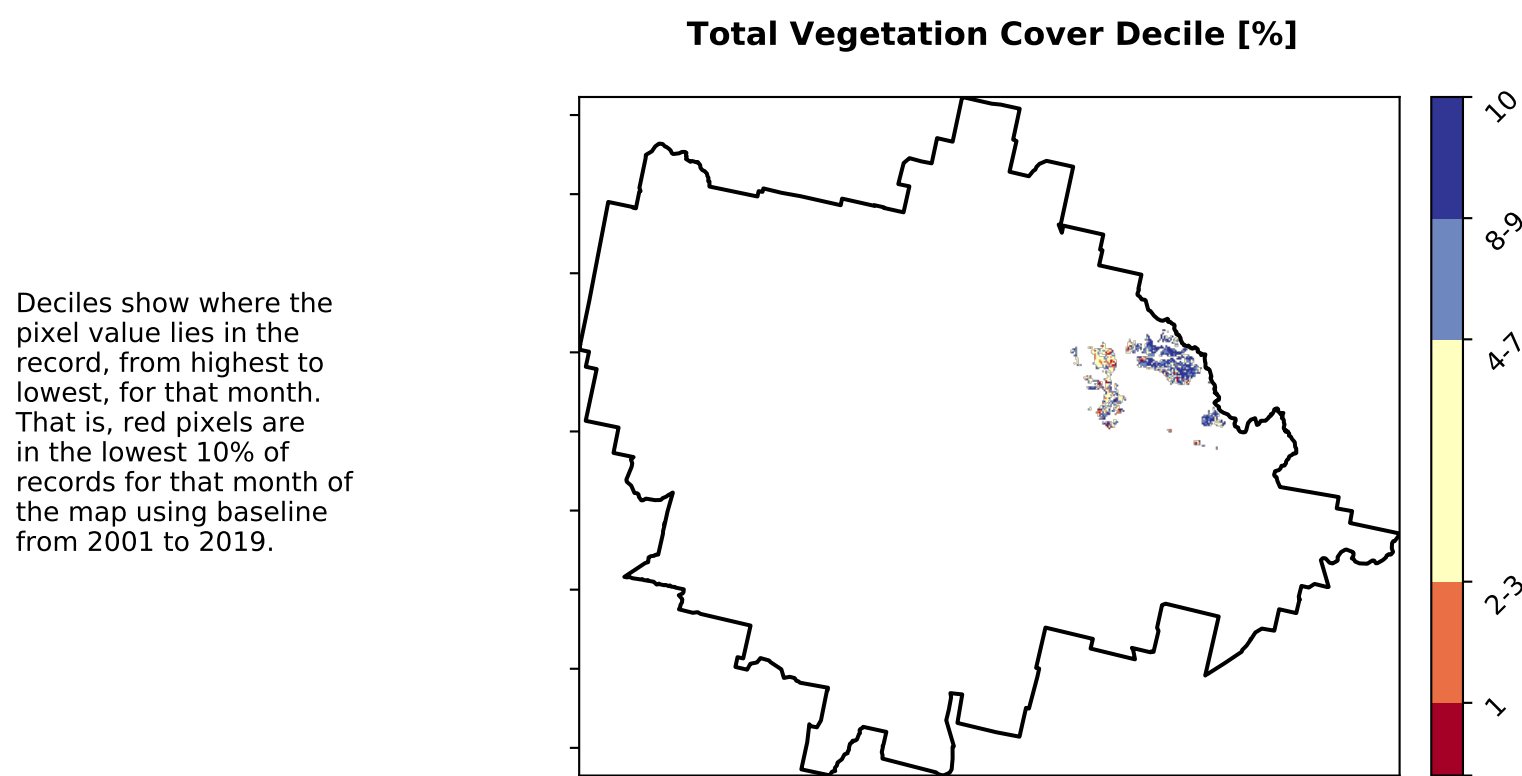 Total Vegetation Cover Decile [%]
Deciles show where the
pixel value lies in the
record, from highest to
lowest, for that month.
That is, red pixels are
in the lowest 10% of
records for that month of
the map using baseline
from 2001 to 2019.
10
8-9
4-7
2-3
1